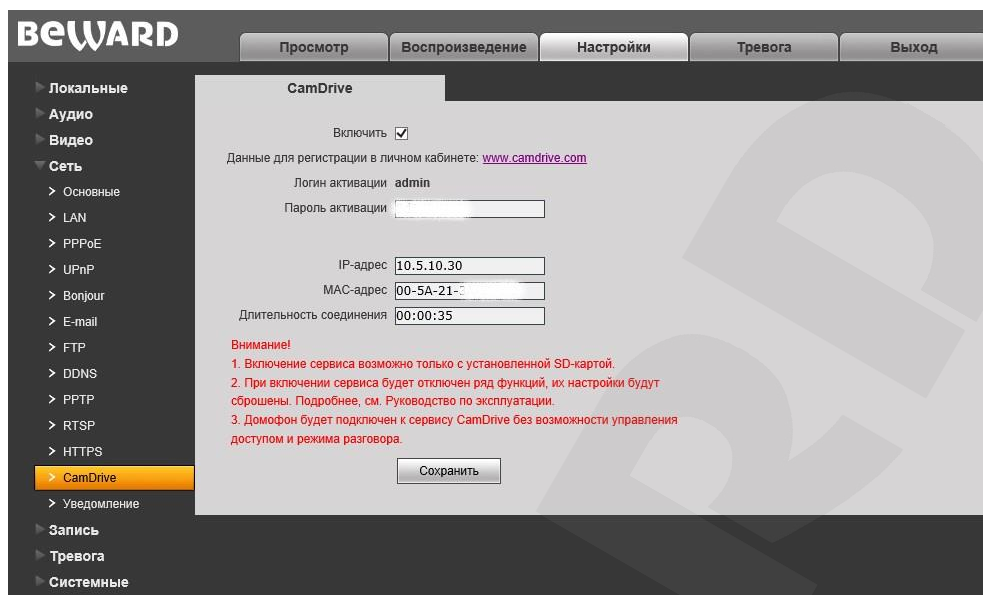 BEWARD
Просмотр
Воспроизведение
Настройки
Тревога
Выход
Локальные
Аудио
Видео
Сеть
Основные
LAN
PPPoE
UPnP
Bonjour
E-mail
FTP
DDNS
PPTP
RTSP
HTTPS
CamDrive
Уведомление
Запись
Тревога
Системные
CamDrive
Включить
Данные для регистрации в личном кабинете: www.camdrive.com
Логин активации admin
Пароль активации
IP-адрес 10.5.10.30
MAC-адрес 00-5A-21-
Длительность соединения 00:00:35
Внимание!
1. Включение сервиса возможно только с установленной SD-картой.
2. При включении сервиса будет отключен ряд функций, их настройки будут
сброшены. Подробнее, см. Руководство по эксплуатации.
3. Домофон будет подключен к сервису CamDrive без возможности управления
доступом и режима разговора.
Сохранить